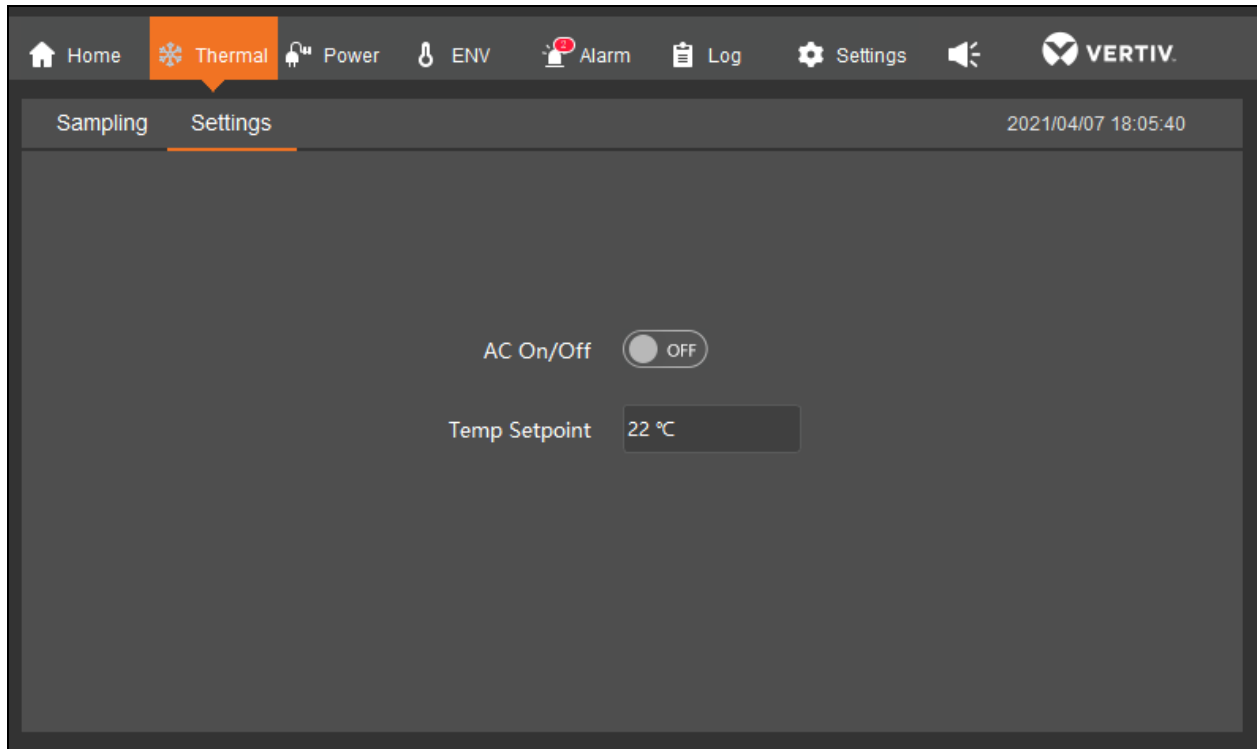 Home Thermal Power ENV 2 Alarm Log Settings VERTIV.
Sampling Settings 2021/04/07 18:05:40
AC On/Off OFF
Temp Setpoint 22 ℃